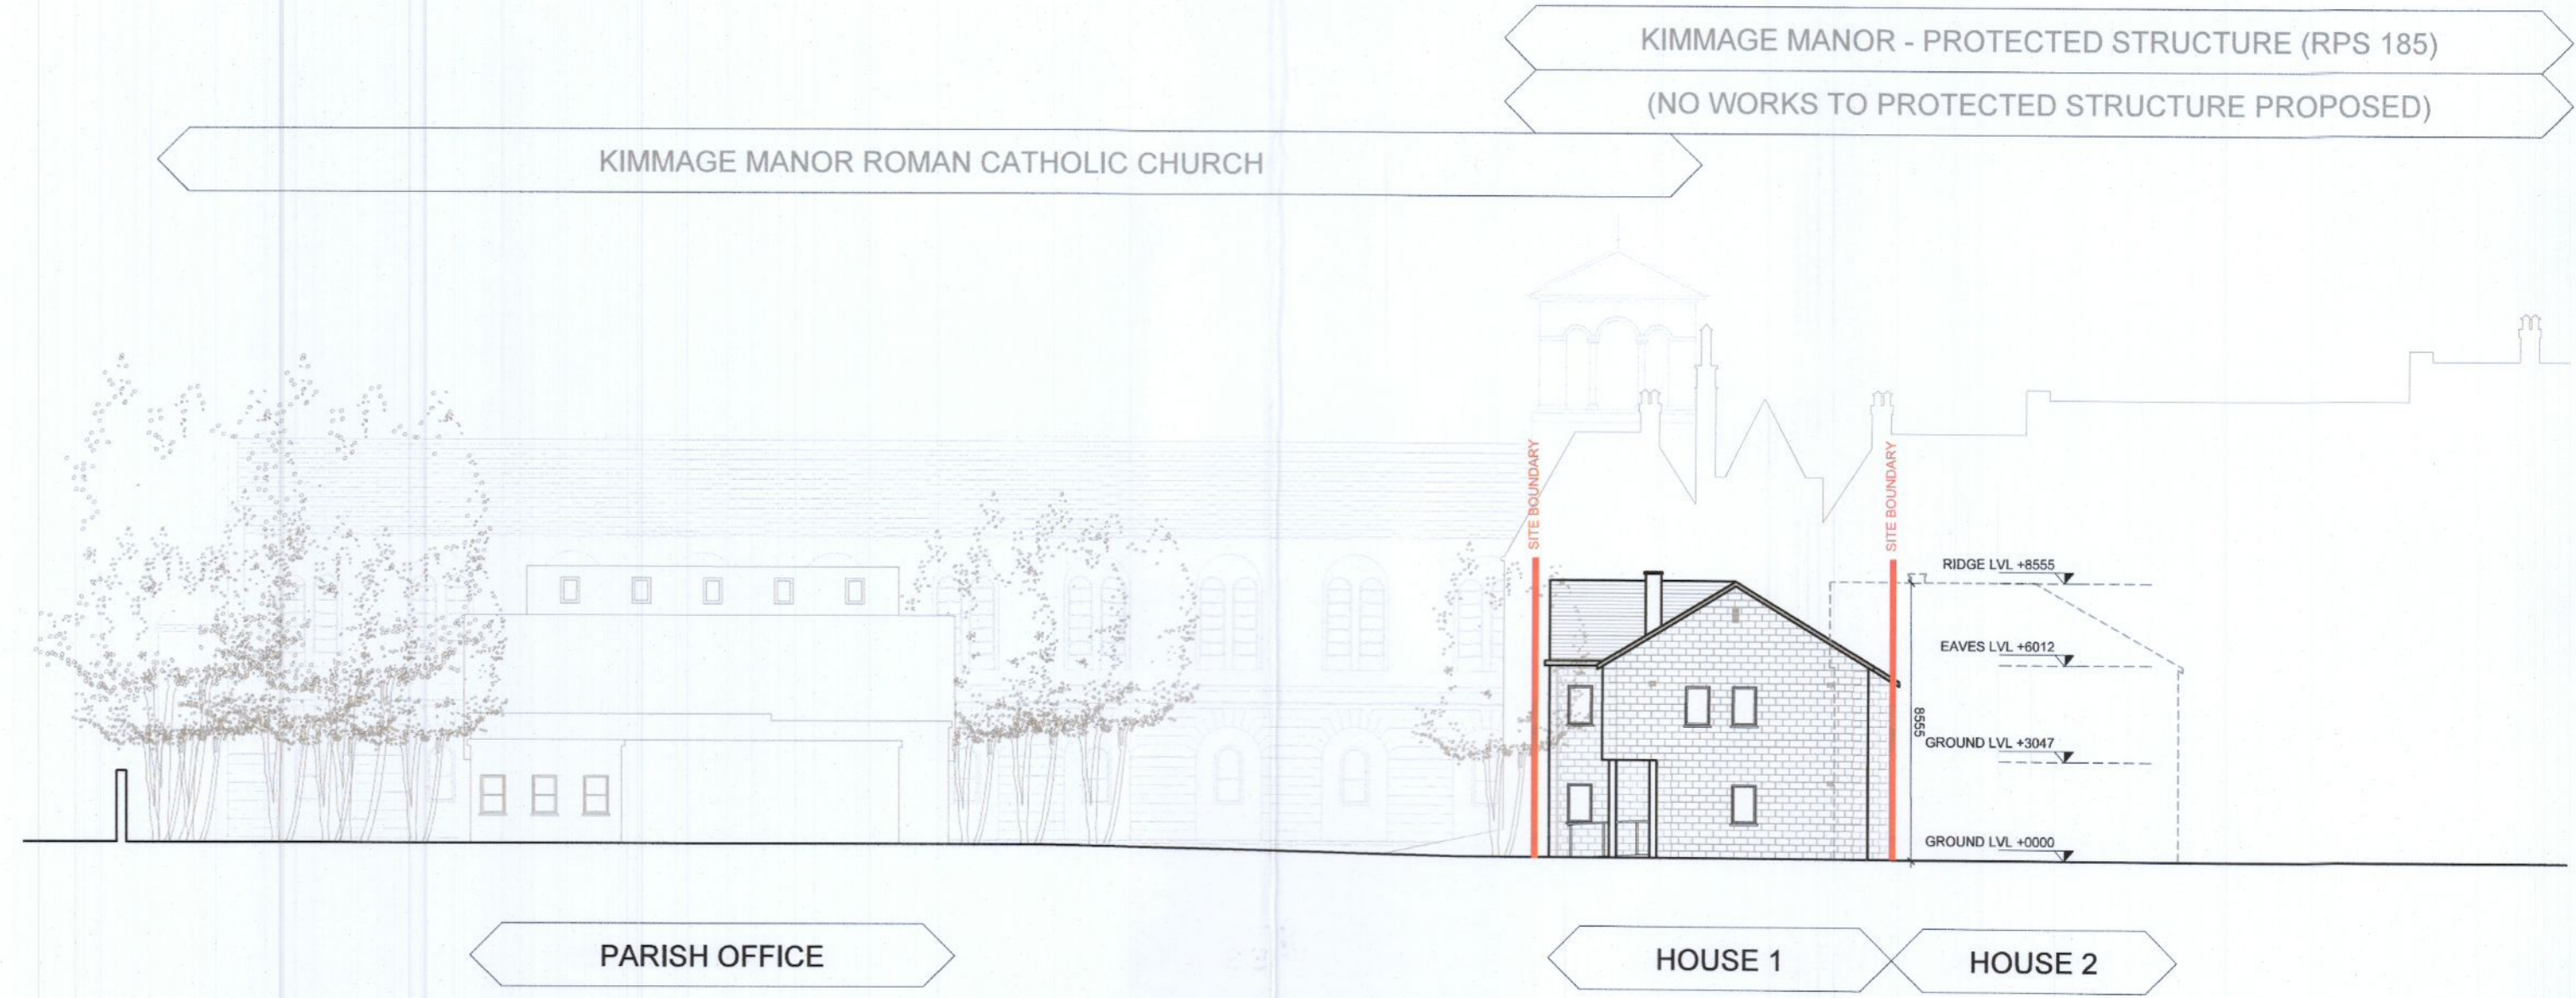 KIMMAGE MANOR - PROTECTED STRUCTURE (RPS 185)
(NO WORKS TO PROTECTED STRUCTURE PROPOSED)
KIMMAGE MANOR ROMAN CATHOLIC CHURCH
SITE BOUNDARY
SITE BOUNDARY
RIDGE LVL +8555
EAVES LVL +6012
8555
GROUND LVL +3047
GROUND LVL +0000
PARISH OFFICE
HOUSE 1
HOUSE 2